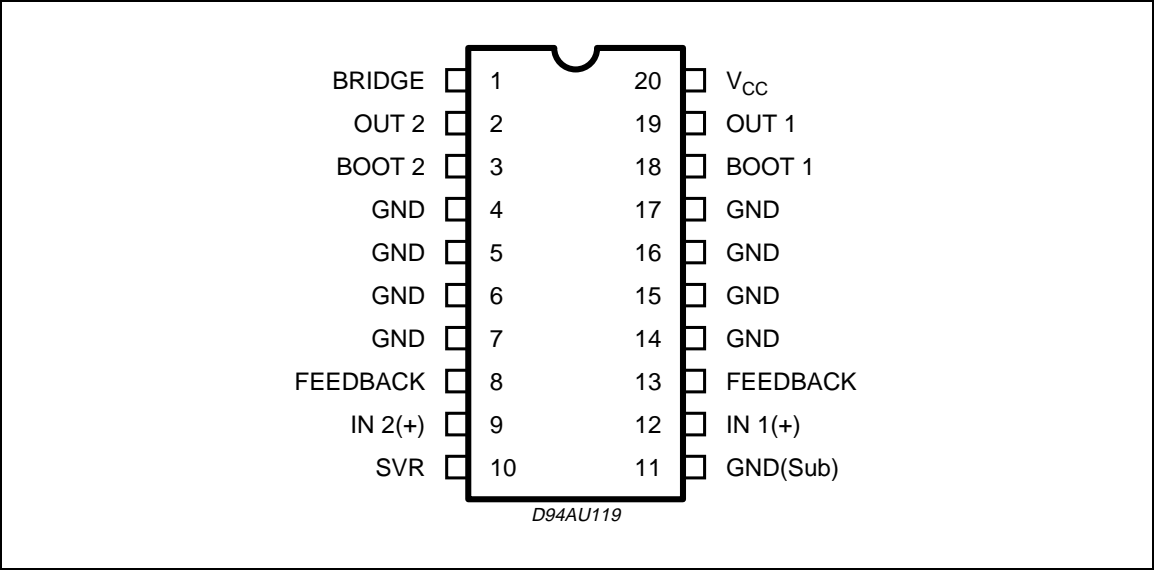 BRIDGE 1 20 VCC
OUT 2 2 19 OUT 1
BOOT 2 3 18 BOOT 1
GND 4 17 GND
GND 5 16 GND
GND 6 15 GND
GND 7 14 GND
FEEDBACK 8 13 FEEDBACK
IN 2(+) 9 12 IN 1(+)
SVR 10 11 GND(Sub)
D94AU119